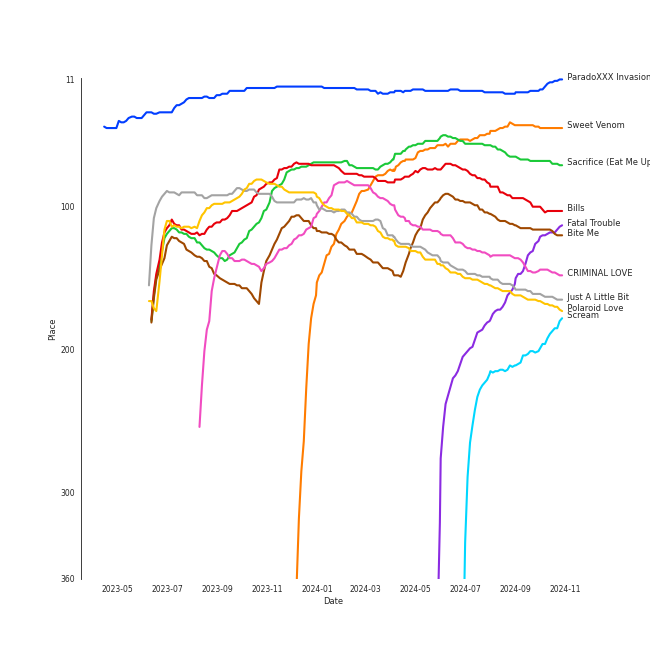 11
100
200
300
360
Place
2023-05
2023-07
2023-09
2023-11
2024-01
2024-03
2024-05
2024-07
2024-09
2024-11
Date
ParadoXXX Invasion
Sweet Venom
Sacrifice (Eat Me Up
Bills
Fatal Trouble
Bite Me
CRIMINAL LOVE
Just A Little Bit
Polaroid Love
Scream